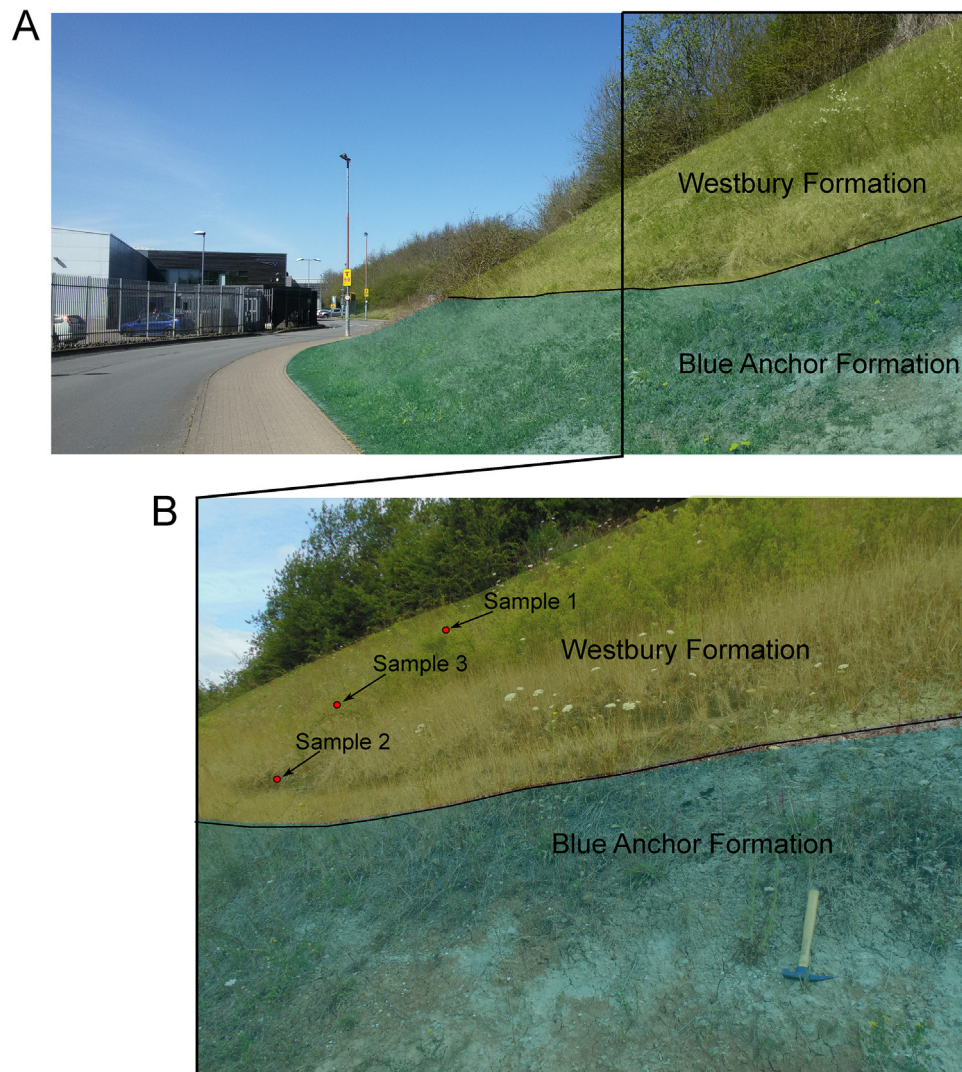 A
Westbury Formation
Blue Anchor Formation
B
Sample 1
Westbury Formation
Sample 3
Sample 2
Blue Anchor Formation